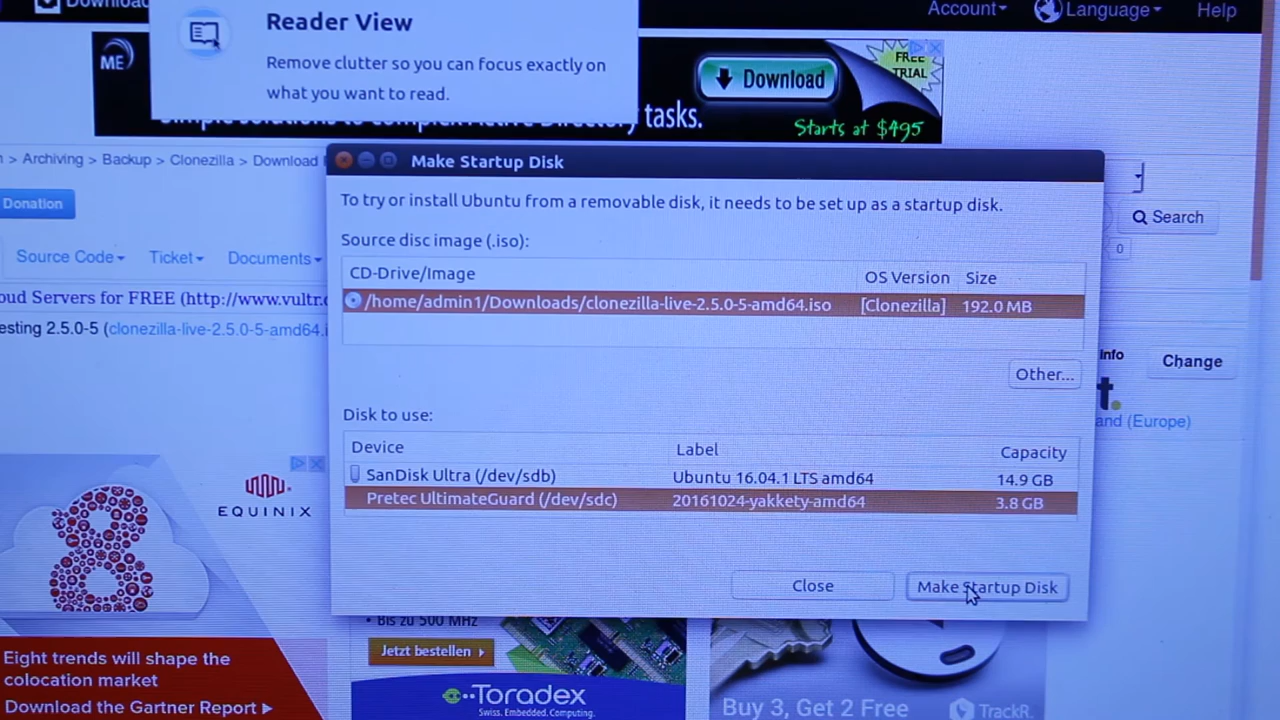 Download
Reader View
Remove clutter so you can focus exactly on
what you want to read.
Account
Language
Help
ME
Download
FREE
TRIAL
tasks.
Starts at $495
> Archiving > Backup > Clonezilla > Download
Donation
Search
0
Source Code
Ticket
Documents
oud Servers for FREE (http://www.vultr.c
esting 2.5.0-5 (clonezilla-live-2.5.0-5-amd64.i
Make Startup Disk
To try or install Ubuntu from a removable disk, it needs to be set up as a startup disk.
Source disc image (.iso):
CD-Drive/Image OS Version Size
/home/admin1/Downloads/clonezilla-live-2.5.0-5-amd64.iso [Clonezilla] 192.0 MB
Other...
Disk to use:
Device Label Capacity
SanDisk Ultra (/dev/sdb) Ubuntu 16.04.1 LTS amd64 14.9 GB
Pretec UltimateGuard (/dev/sdc) 20161024-yakkety-amd64 3.8 GB
Close
Make Startup Disk
Info
Change
t.
and (Europe)
EQUINIX
Eight trends will shape the
colocation market
Download the Gartner Report
• Bis zu 500 MHz
Jetzt bestellen
Toradex
Swiss. Embedded. Computing.
Buy 3, Get 2 Free
TrackR.